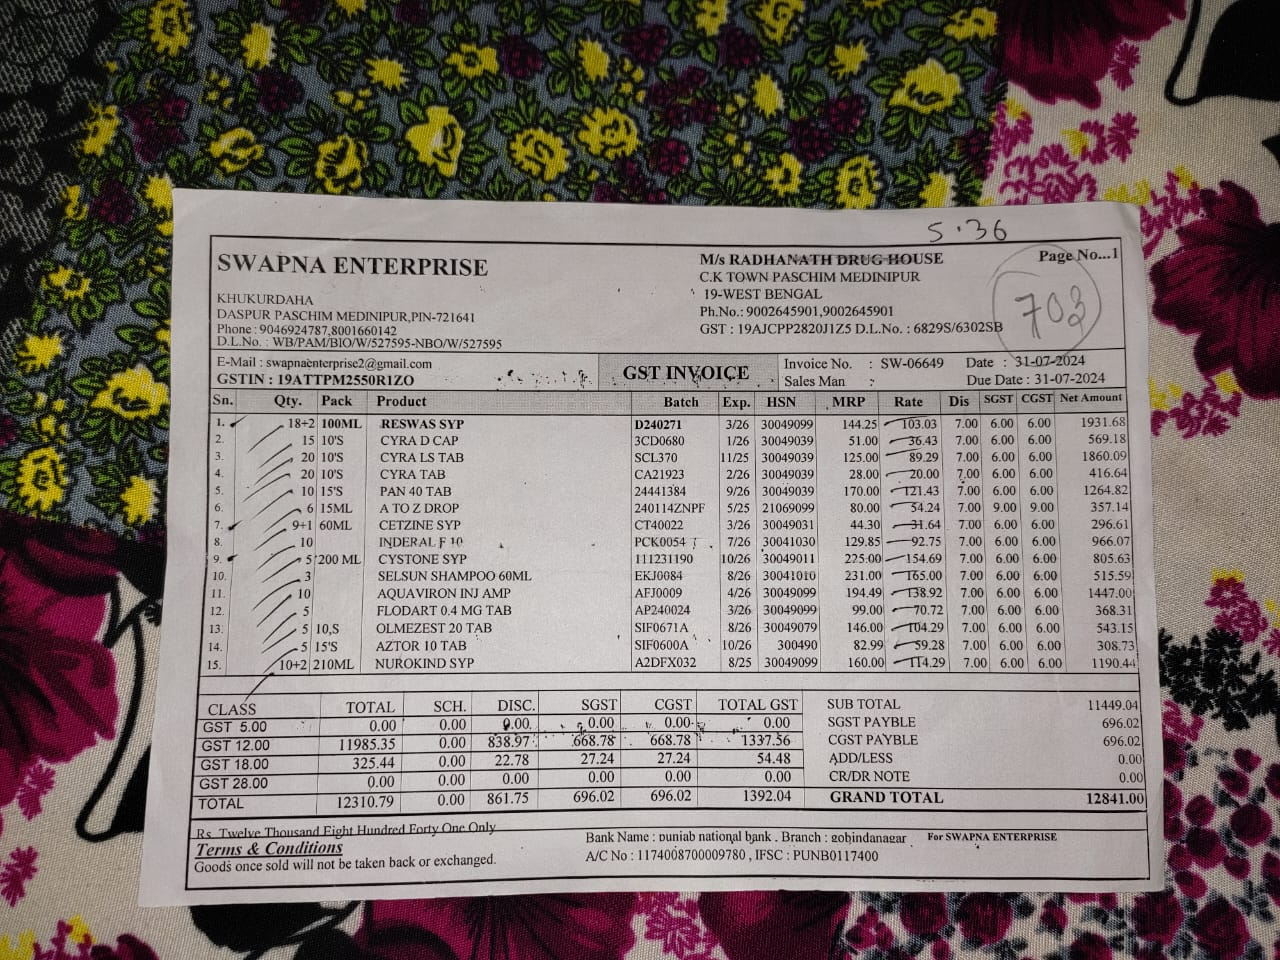 5.36
703
SWAPNA ENTERPRISE
KHUKURDAHA
DASPUR PASCHIM MEDINIPUR,PIN-721641
Phone : 9046924787,8001660142
D.L.No. : WB/PAM/BIO/W/527595-NBO/W/527595
M/s RADHANATH DRUG HOUSE Page No...1
C.K TOWN PASCHIM MEDINIPUR
19-WEST BENGAL
Ph.No.: 9002645901,9002645901
GST : 19AJCPP2820J1Z5 D.L.No. : 6829S/6302SB
E-Mail : swapnaenterprise2@gmail.com
GSTIN : 19ATTPM2550R1ZO
GST INVOICE
Invoice No. : SW-06649 Date : 31-07-2024
Sales Man : Due Date : 31-07-2024
Sn. Qty. Pack Product Batch Exp. HSN MRP Rate Dis SGST CGST Net Amount
1. 18+2 100ML RESWAS SYP D240271 3/26 30049099 144.25 103.03 7.00 6.00 6.00 1931.68
2. 15 10'S CYRA D CAP 3CD0680 1/26 30049039 51.00 36.43 7.00 6.00 6.00 569.18
3. 20 10'S CYRA LS TAB SCL370 11/25 30049039 125.00 89.29 7.00 6.00 6.00 1860.09
4. 20 10'S CYRA TAB CA21923 2/26 30049039 28.00 20.00 7.00 6.00 6.00 416.64
5. 10 15'S PAN 40 TAB 24441384 9/26 30049039 170.00 121.43 7.00 6.00 6.00 1264.82
6. 6 15ML A TO Z DROP 240114ZNPF 5/25 21069099 80.00 54.24 7.00 9.00 9.00 357.14
7. 9+1 60ML CETZINE SYP CT40022 3/26 30049031 44.30 31.64 7.00 6.00 6.00 296.61
8. 10 INDERAL F 10 PCK0054 7/26 30041030 129.85 92.75 7.00 6.00 6.00 966.07
9. 5 200 ML CYSTONE SYP 111231190 10/26 30049011 225.00 154.69 7.00 6.00 6.00 805.63
10. 3 SELSUN SHAMPOO 60ML EKJ0084 8/26 30041010 231.00 165.00 7.00 6.00 6.00 515.59
11. 10 AQUAVIRON INJ AMP AFJ0009 4/26 30049099 194.49 138.92 7.00 6.00 6.00 1447.00
12. 5 FLODART 0.4 MG TAB AP240024 3/26 30049099 99.00 70.72 7.00 6.00 6.00 368.31
13. 5 10,S OLMEZEST 20 TAB SIF0671A 8/26 30049079 146.00 104.29 7.00 6.00 6.00 543.15
14. 5 15'S AZTOR 10 TAB SIF0600A 10/26 300490 82.99 59.28 7.00 6.00 6.00 308.73
15. 10+2 210ML NUROKIND SYP A2DFX032 8/25 30049099 160.00 114.29 7.00 6.00 6.00 1190.44
CLASS TOTAL SCH. DISC. SGST CGST TOTAL GST
GST 5.00 0.00 0.00 0.00 0.00 0.00 0.00
GST 12.00 11985.35 0.00 838.97 668.78 668.78 1337.56
GST 18.00 325.44 0.00 22.78 27.24 27.24 54.48
GST 28.00 0.00 0.00 0.00 0.00 0.00 0.00
TOTAL 12310.79 0.00 861.75 696.02 696.02 1392.04
SUB TOTAL 11449.04
SGST PAYBLE 696.02
CGST PAYBLE 696.02
ADD/LESS 0.00
CR/DR NOTE 0.00
GRAND TOTAL 12841.00
Rs. Twelve Thousand Eight Hundred Forty One Only
Terms & Conditions
Goods once sold will not be taken back or exchanged.
Bank Name : punjab national bank . Branch : gobindanagar
A/C No : 1174008700009780 , IFSC : PUNB0117400
For SWAPNA ENTERPRISE